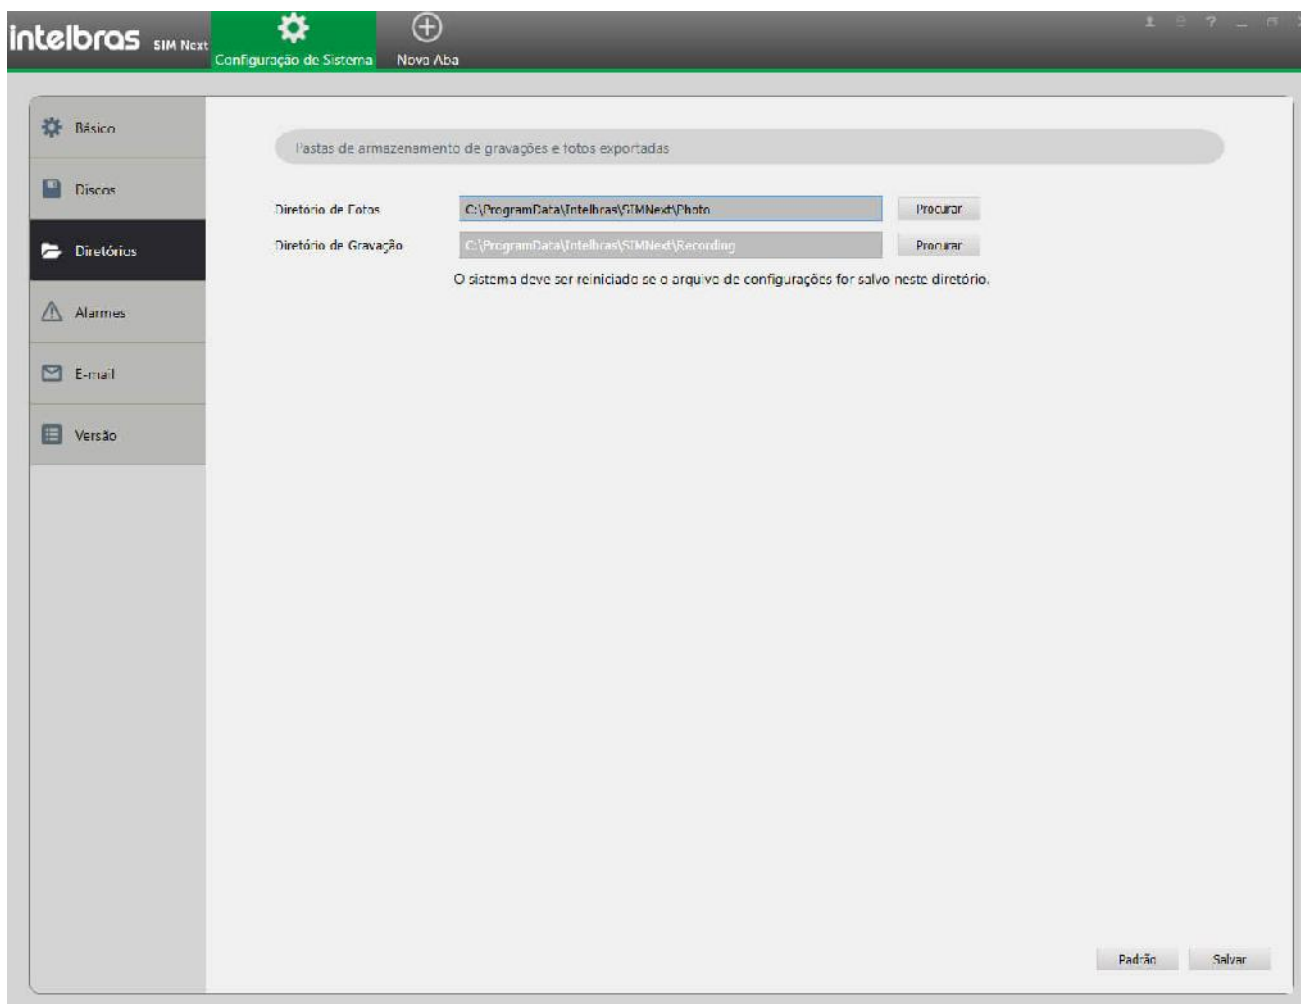 intelbras SIM Next
Configuração de Sistema
Nova Aba
?
Básico
Discos
Diretórios
Alarmes
E-mail
Versão
Pastas de armazenamento de gravações e fotos exportadas
Diretório de Fotos C:\ProgramData\Intelbras\SIMNext\Photo Procurar
Diretório de Gravação C:\ProgramData\Intelbras\SIMNext\Recording Procurar
O sistema deve ser reiniciado se o arquivo de configurações for salvo neste diretório.
Padrão Salvar